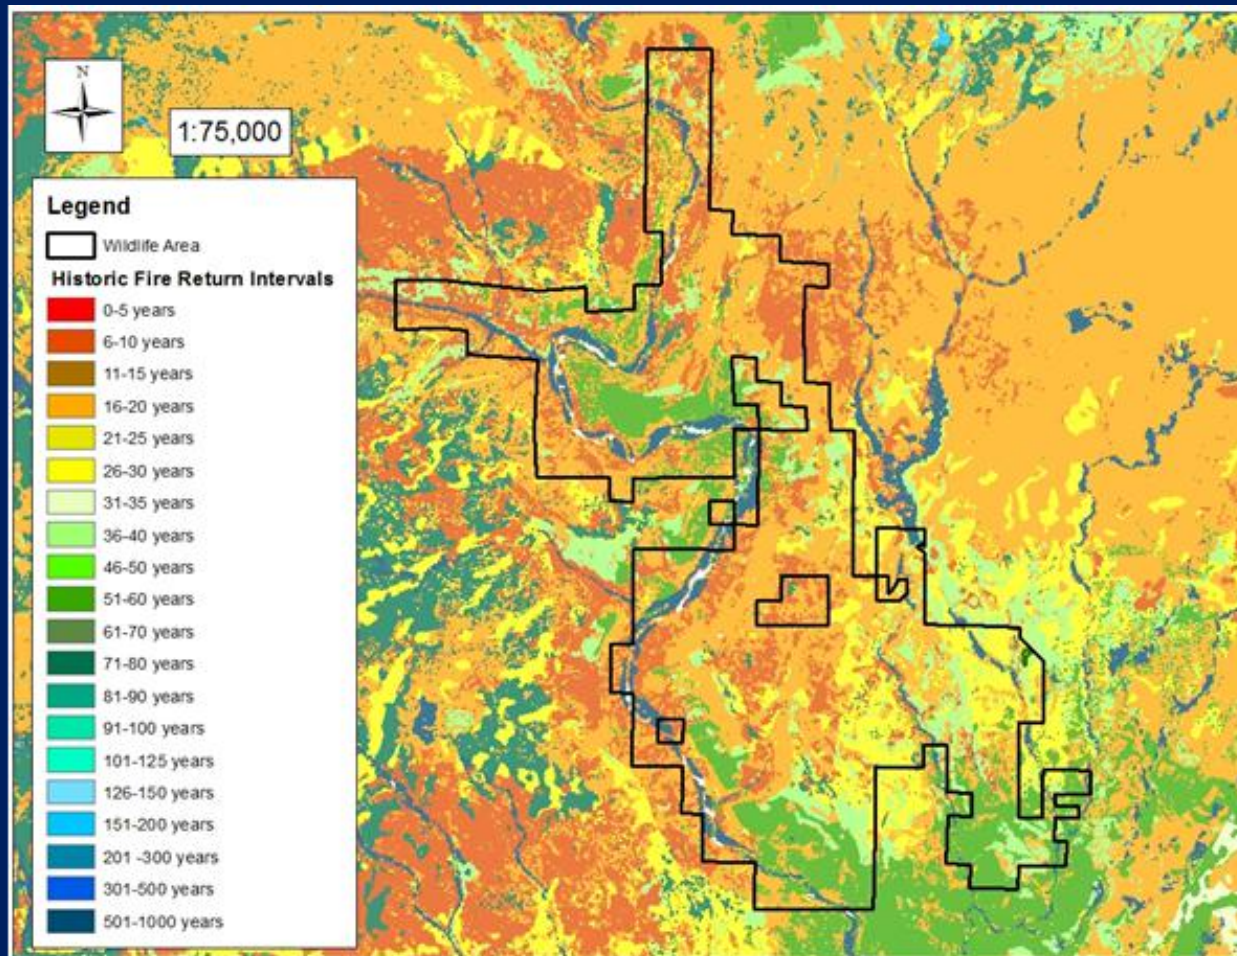 N
1:75,000
Legend
Wildlife Area
Historic Fire Return Intervals
0-5 years
6-10 years
11-15 years
16-20 years
21-25 years
26-30 years
31-35 years
36-40 years
46-50 years
51-60 years
61-70 years
71-80 years
81-90 years
91-100 years
101-125 years
126-150 years
151-200 years
201 -300 years
301-500 years
501-1000 years